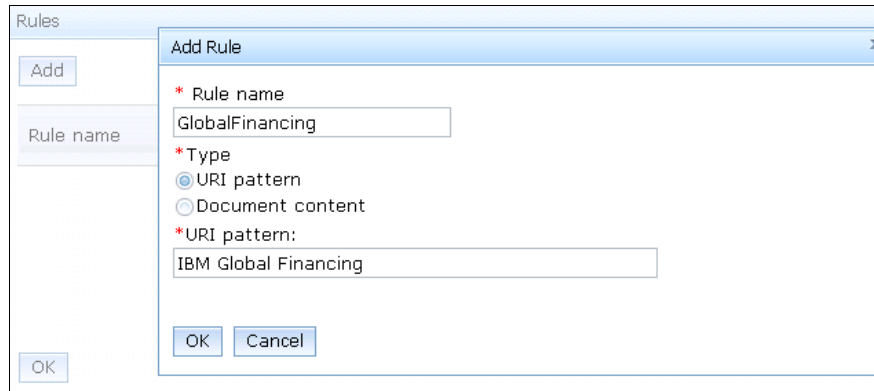 Rules
Add
Rule name
OK
Add Rule
* Rule name
GlobalFinancing
*Type
URI pattern
Document content
*URI pattern:
IBM Global Financing
OK Cancel